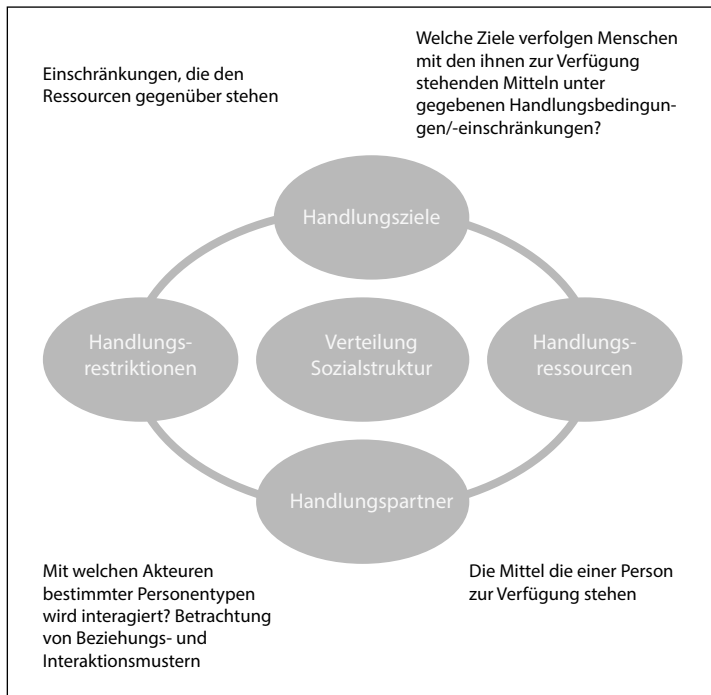 Einschränkungen, die den
Ressourcen gegenüber stehen
Welche Ziele verfolgen Menschen
mit den ihnen zur Verfügung
stehenden Mitteln unter
gegebenen Handlungsbedingun-
gen/-einschränkungen?
Handlungsziele
Handlungs-
restriktionen
Verteilung
Sozialstruktur
Handlungs-
ressourcen
Handlungspartner
Mit welchen Akteuren
bestimmter Personentypen
wird interagiert? Betrachtung
von Beziehungs- und
Interaktionsmustern
Die Mittel die einer Person
zur Verfügung stehen